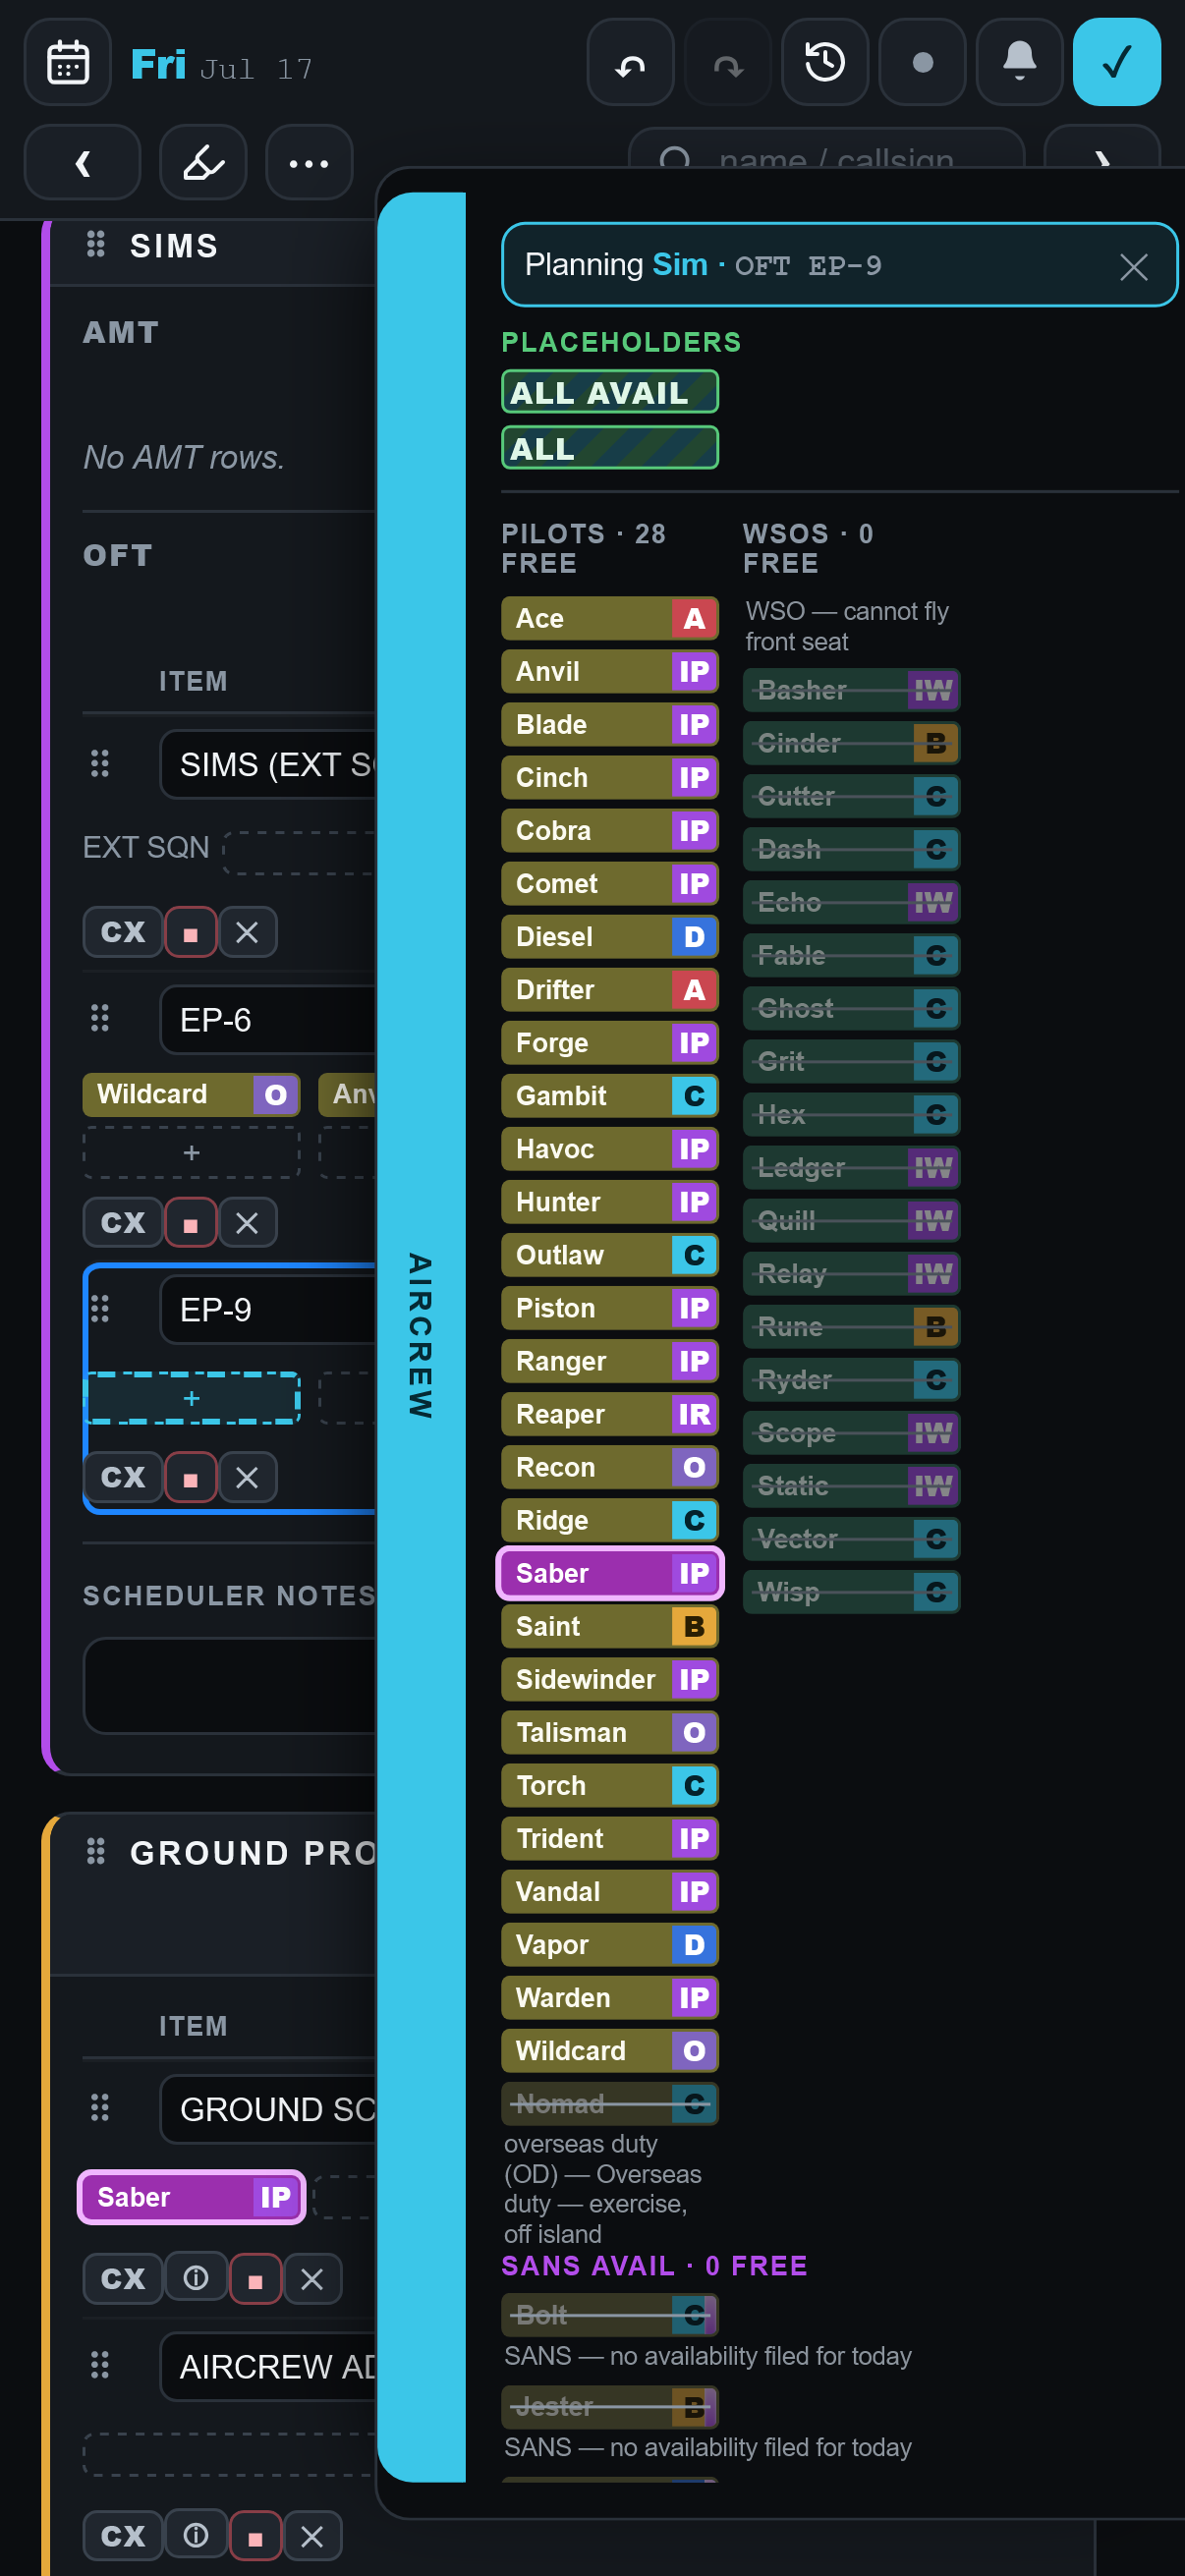 Fri Jul 17
name / callsign
SIMS
AMT
No AMT rows.
OFT
ITEM
SIMS (EXT S
EXT SQN
CX
EP-6
Wildcard O
+
CX
EP-9
+
CX
SCHEDULER NOTES
GROUND PRO
ITEM
GROUND SC
Saber IP
CX
AIRCREW AD
CX
AIRCREW
Planning Sim · OFT EP-9
PLACEHOLDERS
ALL AVAIL
ALL
PILOTS · 28
FREE
Ace A
Anvil IP
Blade IP
Cinch IP
Cobra IP
Comet IP
Diesel D
Drifter A
Forge IP
Gambit C
Havoc IP
Hunter IP
Outlaw C
Piston IP
Ranger IP
Reaper IR
Recon O
Ridge C
Saber IP
Saint B
Sidewinder IP
Talisman O
Torch C
Trident IP
Vandal IP
Vapor D
Warden IP
Wildcard O
Nomad C
overseas duty
(OD) — Overseas
duty — exercise,
off island
WSOS · 0
FREE
WSO — cannot fly
front seat
Basher IW
Cinder B
Cutter C
Dash C
Echo IW
Fable C
Ghost C
Grit C
Hex C
Ledger IW
Quill IW
Relay IW
Rune B
Ryder C
Scope IW
Static IW
Vector C
Wisp C
SANS AVAIL · 0 FREE
Bolt C
SANS — no availability filed for today
Jester B
SANS — no availability filed for today